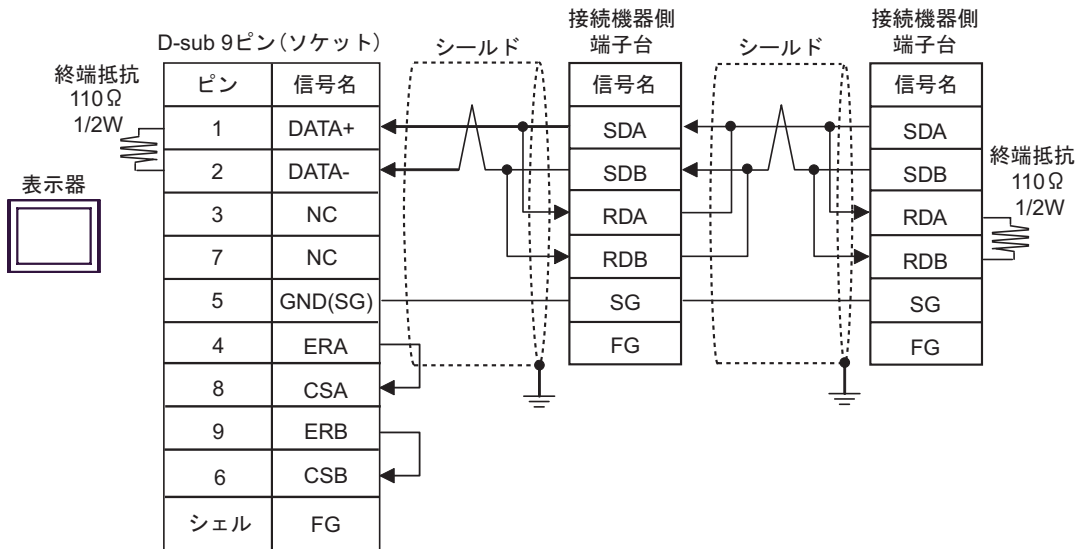 D-sub 9ピン(ソケット)
シールド
接続機器側
端子台
シールド
接続機器側
端子台
終端抵抗
110Ω
1/2W
表示器
ピン 信号名
1 DATA+
2 DATA-
3 NC
7 NC
5 GND(SG)
4 ERA
8 CSA
9 ERB
6 CSB
シェル FG
信号名
SDA
SDB
RDA
RDB
SG
FG
信号名
SDA
SDB
RDA
RDB
SG
FG
終端抵抗
110Ω
1/2W